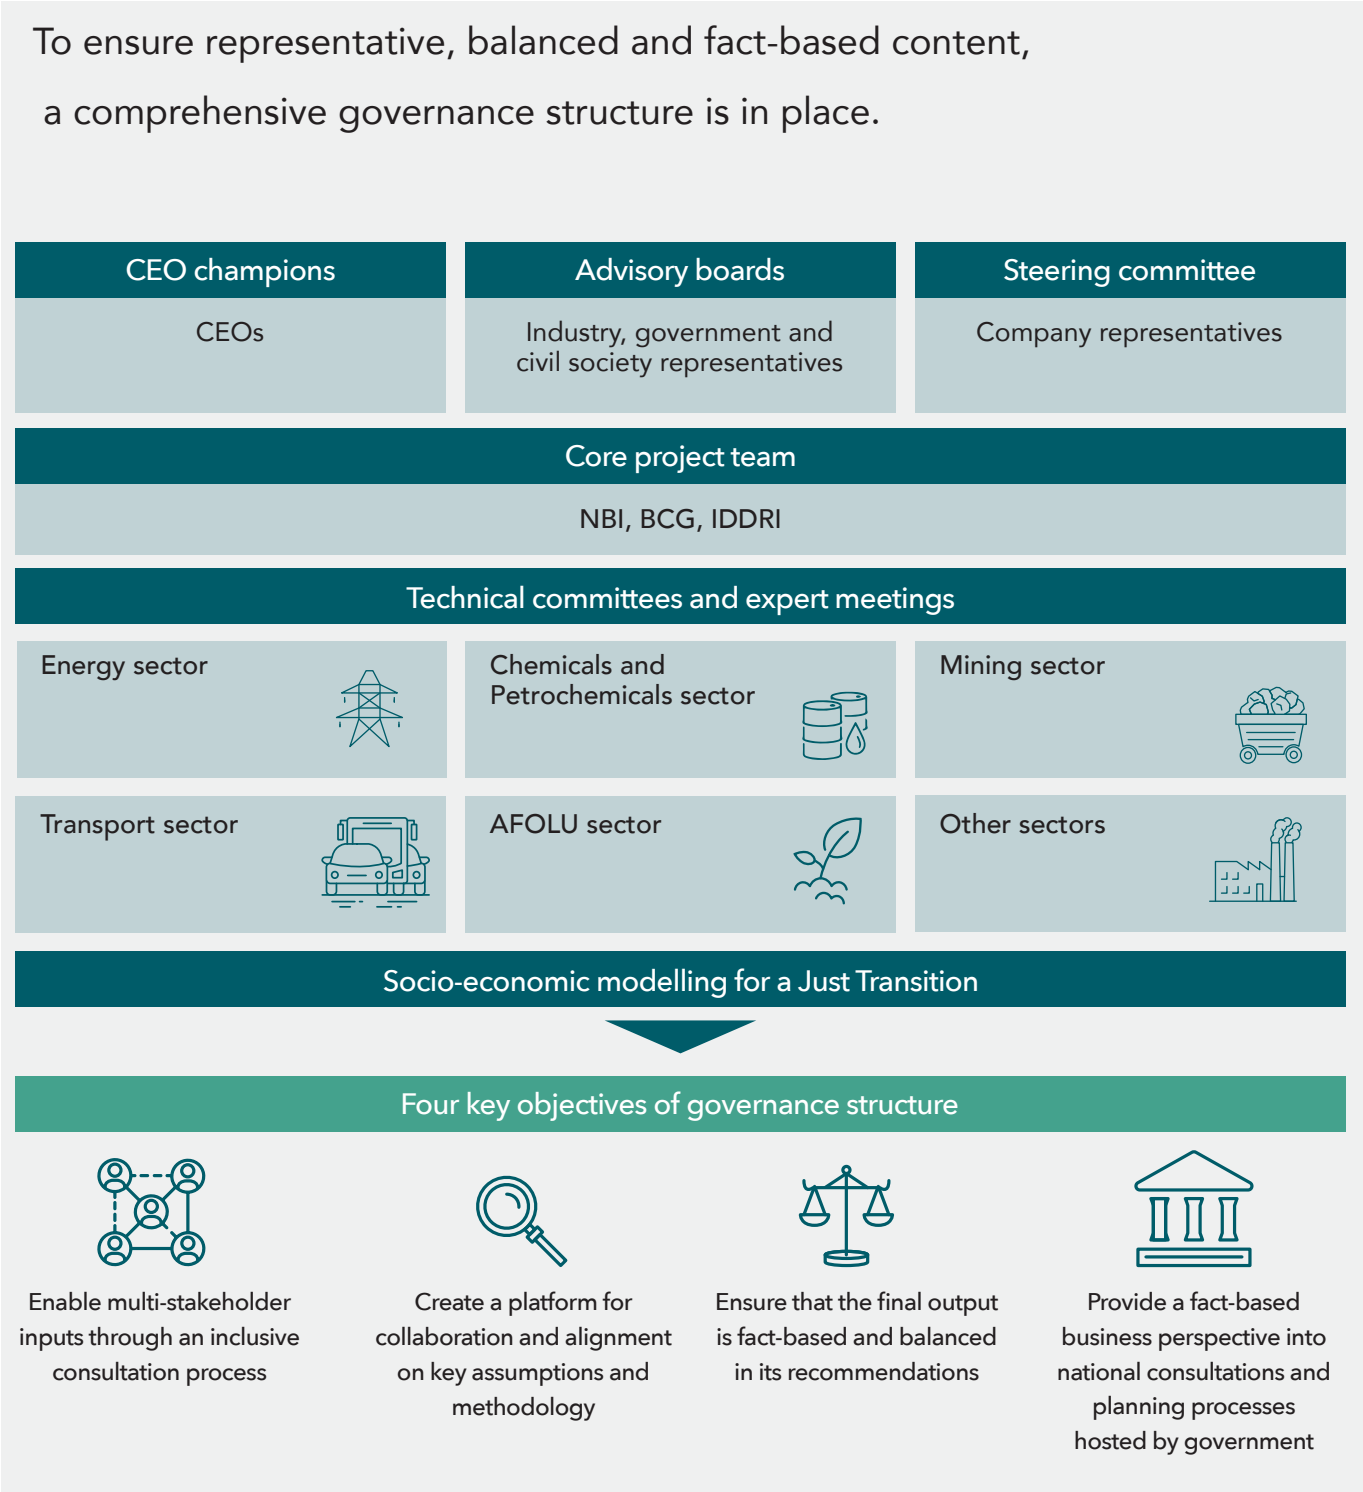 To ensure representative, balanced and fact-based content,
a comprehensive governance structure is in place.
CEO champions
CEOs
Advisory boards
Industry, government and
civil society representatives
Steering committee
Company representatives
Core project team
NBI, BCG, IDDRI
Technical committees and expert meetings
Energy sector
Chemicals and
Petrochemicals sector
Mining sector
Transport sector
AFOLU sector
Other sectors
Socio-economic modelling for a Just Transition
Four key objectives of governance structure
Enable multi-stakeholder
inputs through an inclusive
consultation process
Create a platform for
collaboration and alignment
on key assumptions and
methodology
Ensure that the final output
is fact-based and balanced
in its recommendations
Provide a fact-based
business perspective into
national consultations and
planning processes
hosted by government